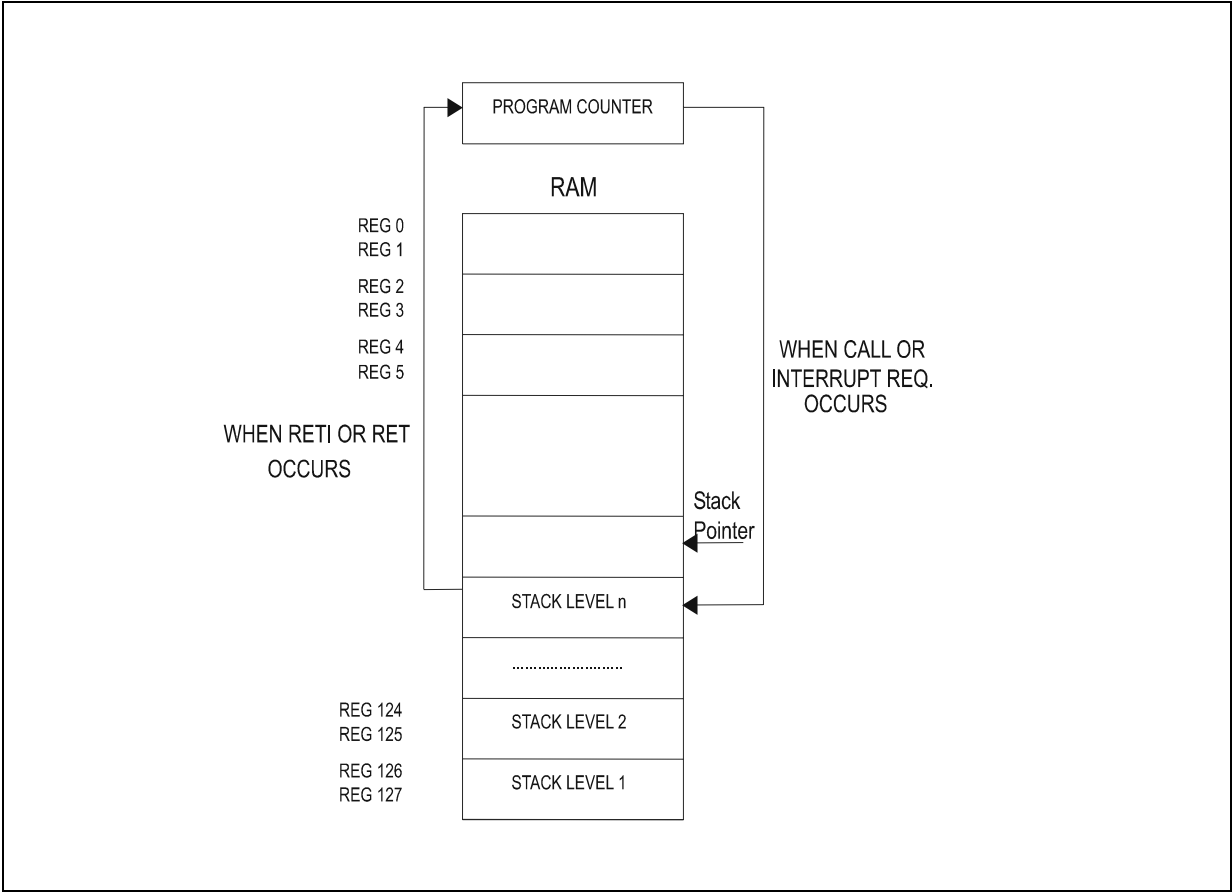 PROGRAM COUNTER
RAM
REG 0
REG 1
REG 2
REG 3
REG 4
REG 5
WHEN CALL OR
INTERRUPT REQ.
OCCURS
WHEN RETI OR RET
OCCURS
Stack
Pointer
STACK LEVEL n
............................
REG 124
REG 125
STACK LEVEL 2
REG 126
REG 127
STACK LEVEL 1